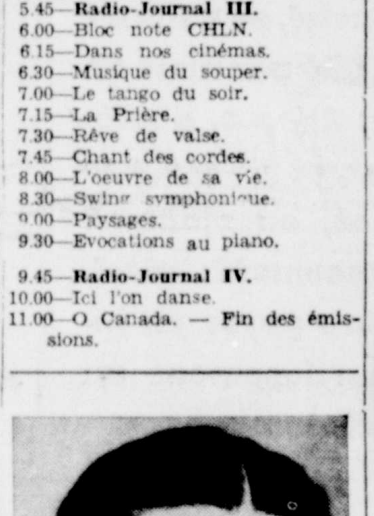 5.45—Radio-Journal III.
6.00—Bloc note CHLN.
6.15—Dans nos cinémas.
6.30—Musique du souper.
7.00—Le tango du soir.
7.15—La Prière.
7.30—Rêve de valse.
7.45—Chant des cordes.
8.00—L'oeuvre de sa vie.
8.30—Swing symphonique.
9.00—Paysages.
9.30—Evocations au piano.
9.45—Radio-Journal IV.
10.00—Ici l'on danse.
11.00—O Canada. — Fin des émis-
sions.